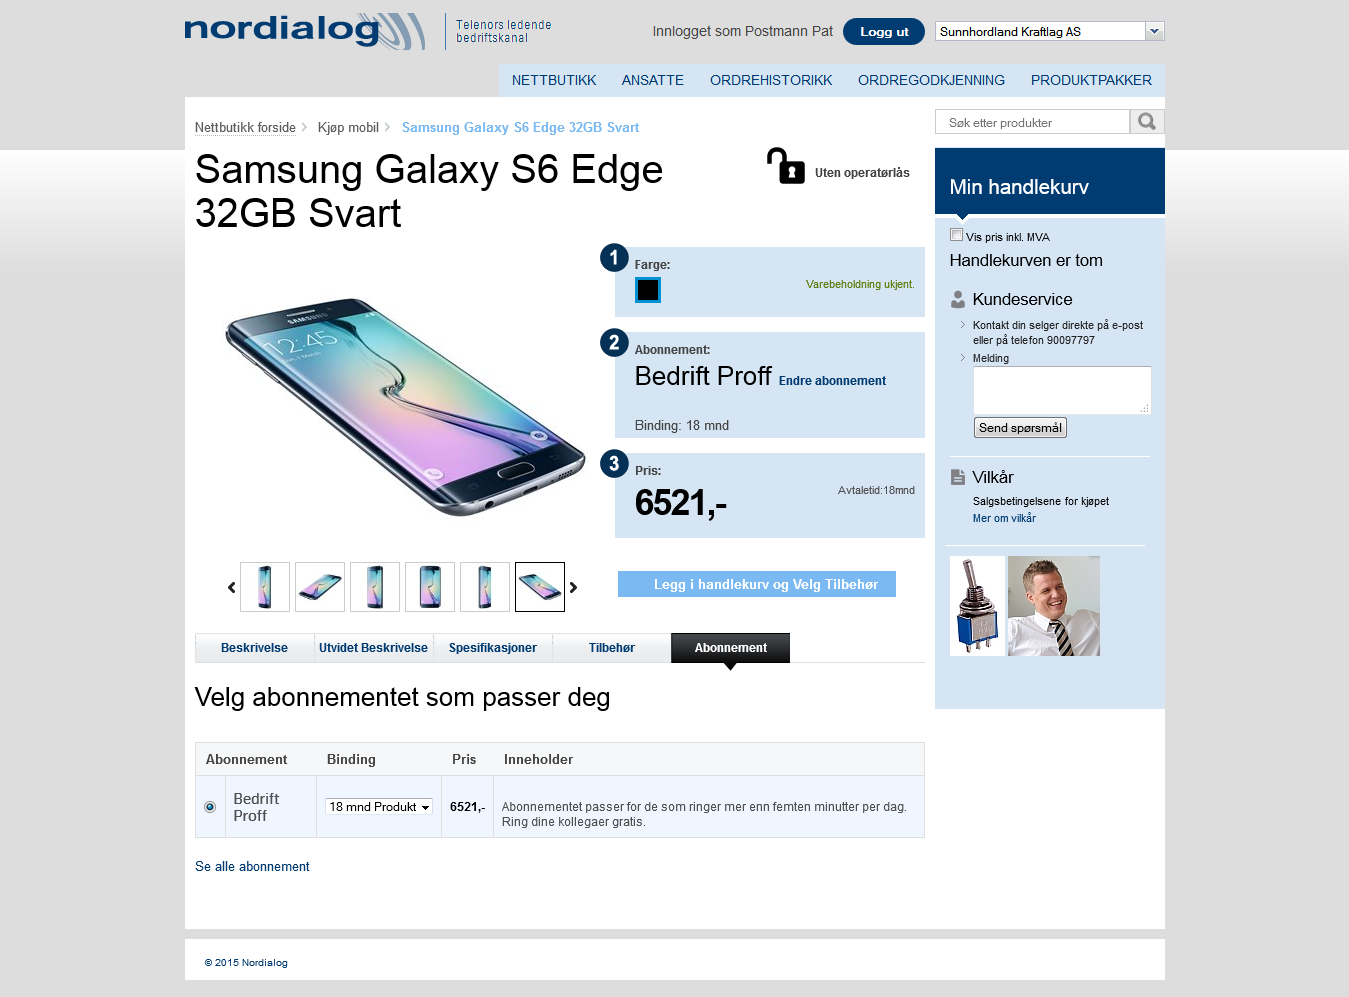 nordialog
Telenors ledende
bedriftskanal
Innlogget som Postmann Pat
Logg ut
Sunnhordland Kraftlag AS
NETTBUTIKK ANSATTE ORDREHISTORIKK ORDREGODKJENNING PRODUKTPAKKER
Nettbutikk forside
Kjøp mobil
Samsung Galaxy S6 Edge 32GB Svart
Søk etter produkter
Samsung Galaxy S6 Edge
32GB Svart
Uten operatørlås
1
Farge:
Varebeholdning ukjent.
2
Abonnement:
Bedrift Proff Endre abonnement
Binding: 18 mnd
3
Pris:
6521,-
Avtaletid:18mnd
Legg i handlekurv og Velg Tilbehør
SAMSUNG
12:45
Min handlekurv
Vis pris inkl. MVA
Handlekurven er tom
Kundeservice
Kontakt din selger direkte på e-post
eller på telefon 90097797
Melding
Send spørsmål
Vilkår
Salgsbetingelsene for kjøpet
Mer om vilkår
Beskrivelse Utvidet Beskrivelse Spesifikasjoner Tilbehør Abonnement
Velg abonnementet som passer deg
Abonnement Binding Pris Inneholder
Bedrift
Proff
18 mnd Produkt
6521,-
Abonnementet passer for de som ringer mer enn femten minutter per dag.
Ring dine kollegaer gratis.
Se alle abonnement
© 2015 Nordialog